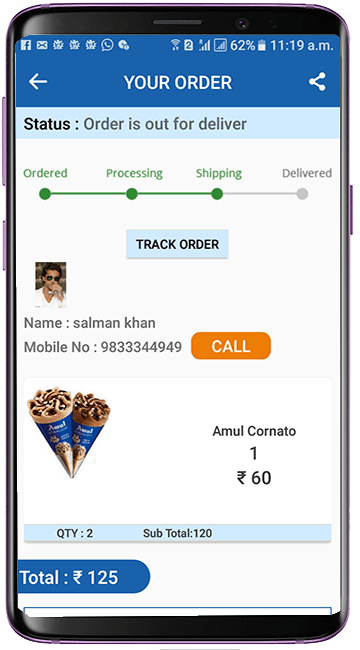 62% 11:19 a.m.
YOUR ORDER
Status : Order is out for deliver
Ordered Processing Shipping Delivered
TRACK ORDER
Name : salman khan
Mobile No : 9833344949 CALL
Amul
Amul
Amul Cornato
1
₹ 60
QTY : 2 Sub Total:120
Total : ₹ 125